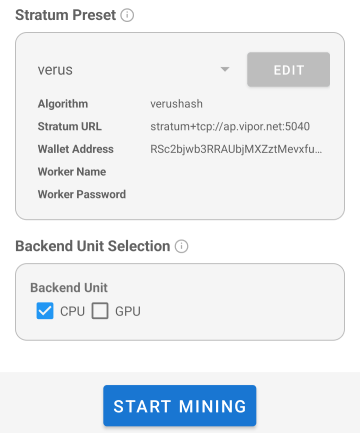 Stratum Preset
verus
EDIT
Algorithm verushash
Stratum URL stratum+tcp://ap.vipor.net:5040
Wallet Address RSc2bjwb3RRAUbjMXZztMevxfu...
Worker Name
Worker Password
Backend Unit Selection
Backend Unit
CPU GPU
START MINING